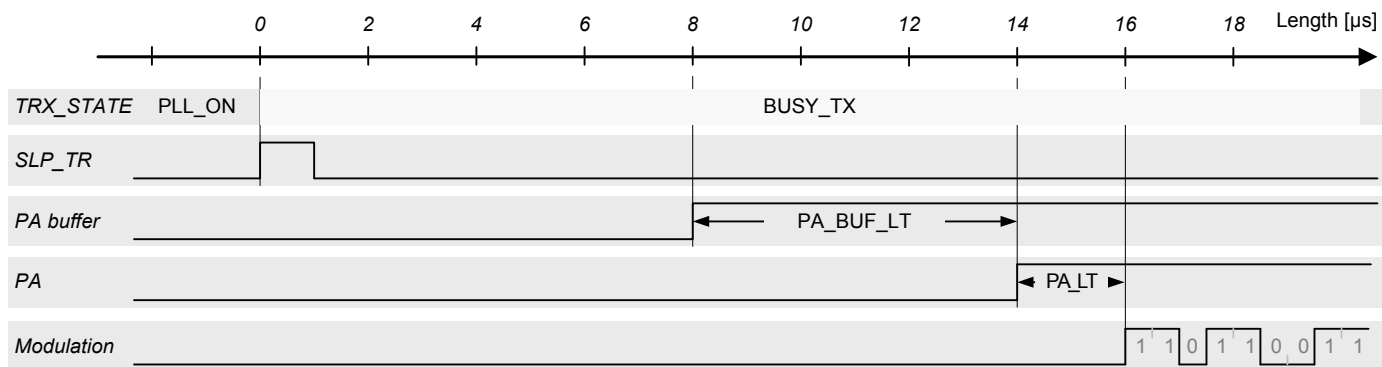 0 2 4 6 8 10 12 14 16 18 Length [µs]
TRX_STATE PLL_ON BUSY_TX
SLP_TR
PA buffer PA_BUF_LT
PA PA_LT
Modulation 1 1 0 1 1 0 0 1 1